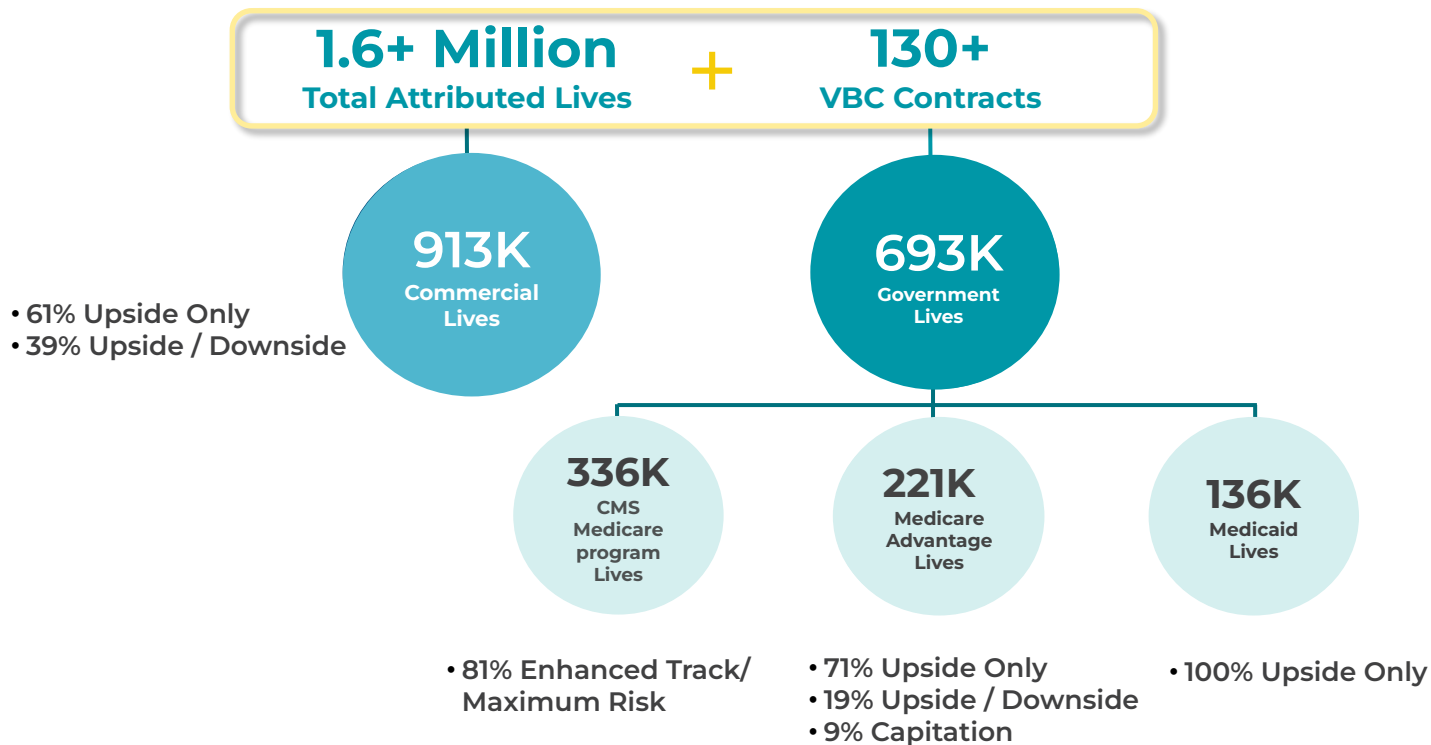 1.6+ Million
Total Attributed Lives
+
130+
VBC Contracts
913K
Commercial
Lives
• 61% Upside Only
• 39% Upside / Downside
693K
Government
Lives
336K
CMS
Medicare
program
Lives
221K
Medicare
Advantage
Lives
136K
Medicaid
Lives
• 81% Enhanced Track/
Maximum Risk
• 71% Upside Only
• 19% Upside / Downside
• 9% Capitation
• 100% Upside Only